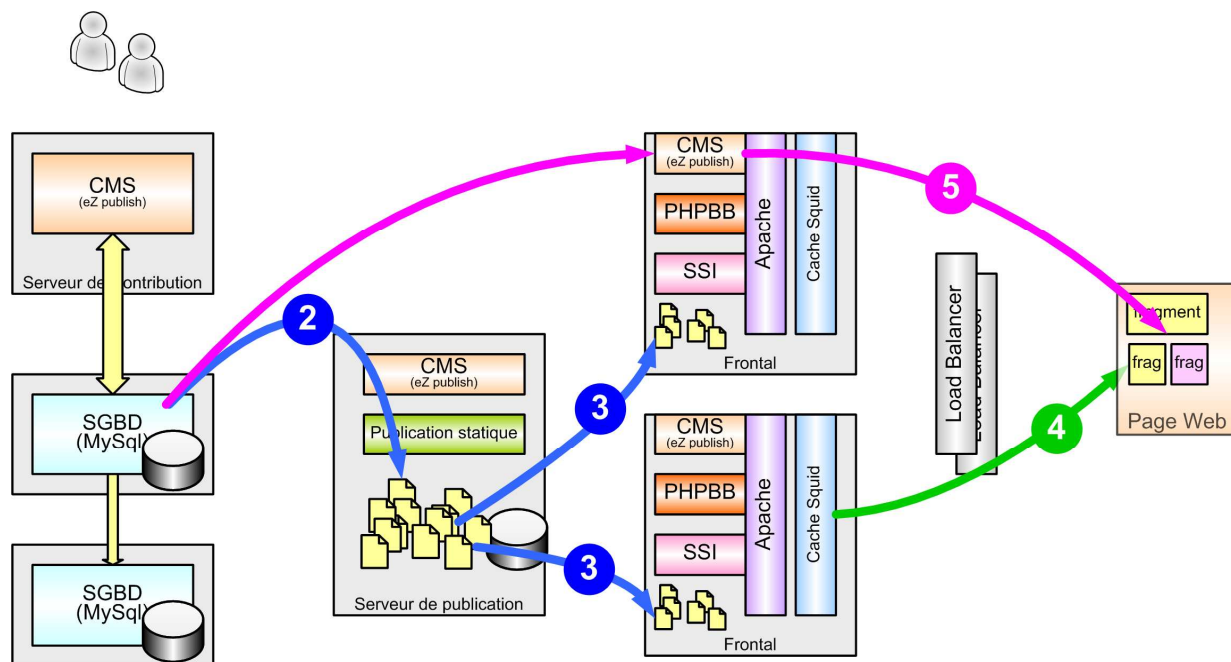 CMS
(eZ publish)
Serveur de contribution
SGBD
(MySql)
SGBD
(MySql)
2
CMS
(eZ publish)
Publication statique
Serveur de publication
3
3
CMS
(eZ publish)
PHPBB
SSI
Apache
Cache Squid
Frontal
CMS
(eZ publish)
PHPBB
SSI
Apache
Cache Squid
Frontal
5
4
Load Balancer
Load Balancer
fragment
frag
frag
Page Web